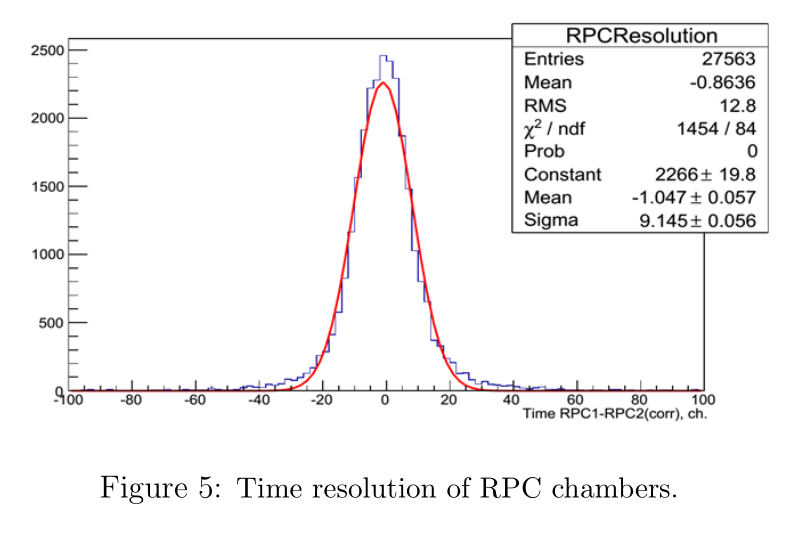 RPCResolution
Entries 27563
Mean -0.8636
RMS 12.8
χ² / ndf 1454 / 84
Prob 0
Constant 2266 ± 19.8
Mean -1.047 ± 0.057
Sigma 9.145 ± 0.056
2500
2000
1500
1000
500
0
-100 -80 -60 -40 -20 0 20 40 60 80 100
Time RPC1-RPC2(corr), ch.
Figure 5: Time resolution of RPC chambers.